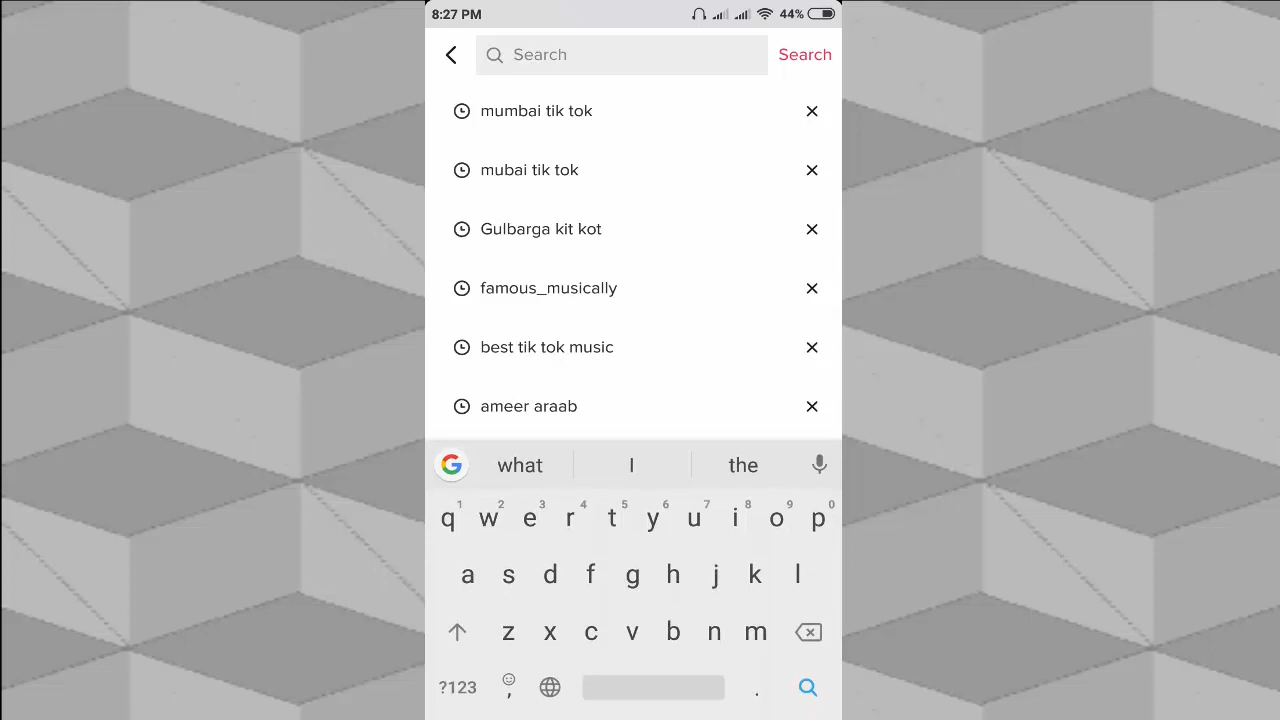 8:27 PM 44%
Search Search
mumbai tik tok
mubai tik tok
Gulbarga kit kot
famous_musically
best tik tok music
ameer araab
G what I the
1 2 3 4 5 6 7 8 9 0
q w e r t y u i o p
a s d f g h j k l
z x c v b n m
?123 , .